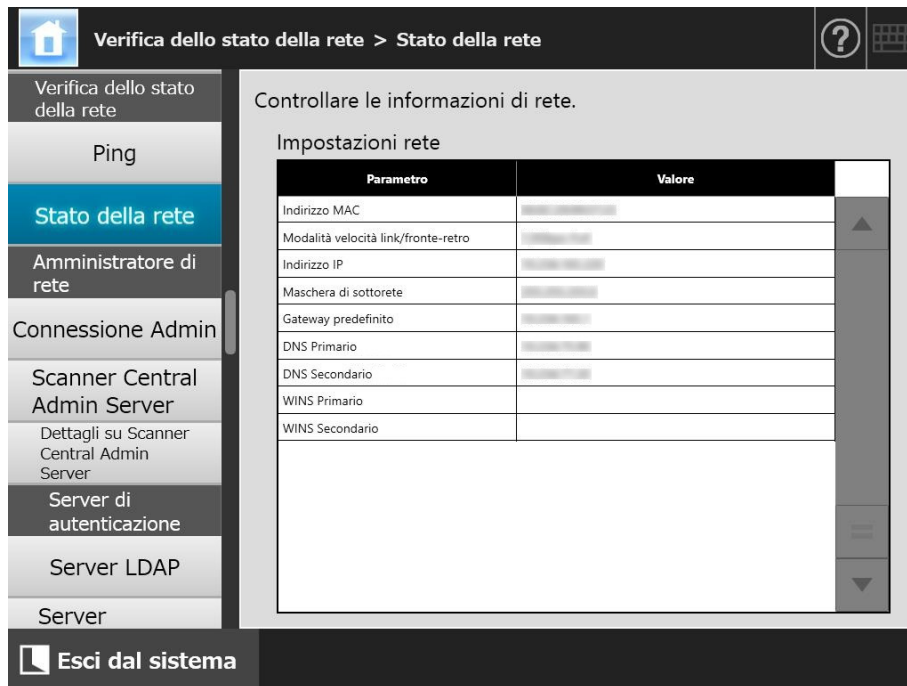 Verifica dello stato della rete > Stato della rete
?
Verifica dello stato
della rete
Ping
Stato della rete
Amministratore di
rete
Connessione Admin
Scanner Central
Admin Server
Dettagli su Scanner
Central Admin
Server
Server di
autenticazione
Server LDAP
Server
Controllare le informazioni di rete.
Impostazioni rete
Parametro Valore
Indirizzo MAC
Modalità velocità link/fronte-retro
Indirizzo IP
Maschera di sottorete
Gateway predefinito
DNS Primario
DNS Secondario
WINS Primario
WINS Secondario
Esci dal sistema